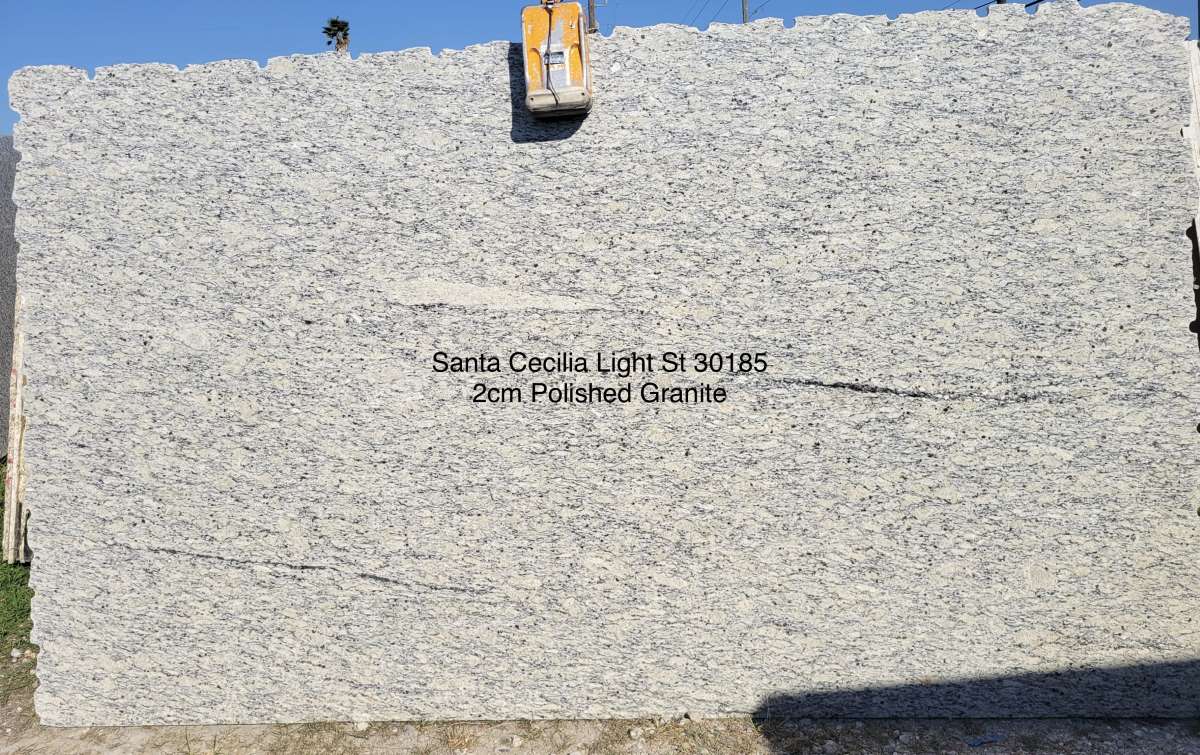 Santa Cecilia Light St 30185
2cm Polished Granite